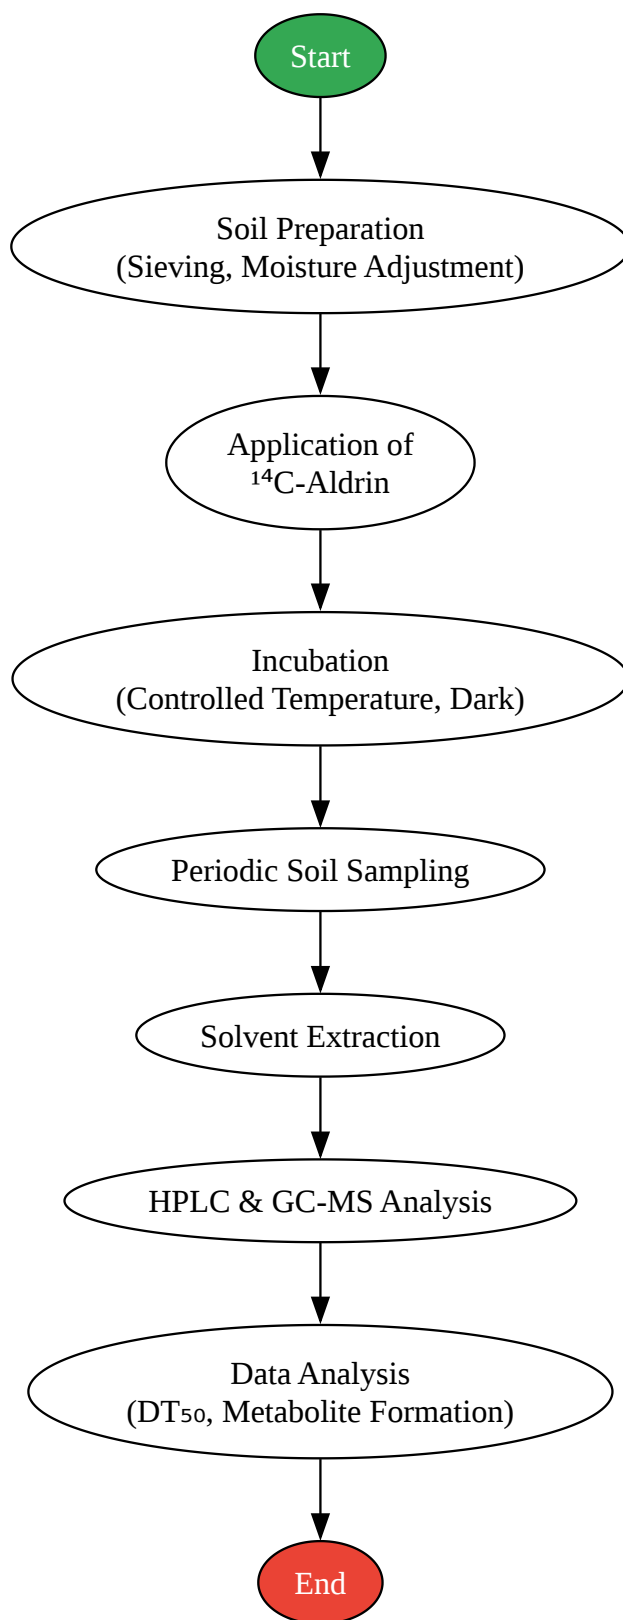 Start
Soil Preparation
(Sieving, Moisture Adjustment)
Application of
¹⁴C-Aldrin
Incubation
(Controlled Temperature, Dark)
Periodic Soil Sampling
Solvent Extraction
HPLC & GC-MS Analysis
Data Analysis
(DT₅₀, Metabolite Formation)
End